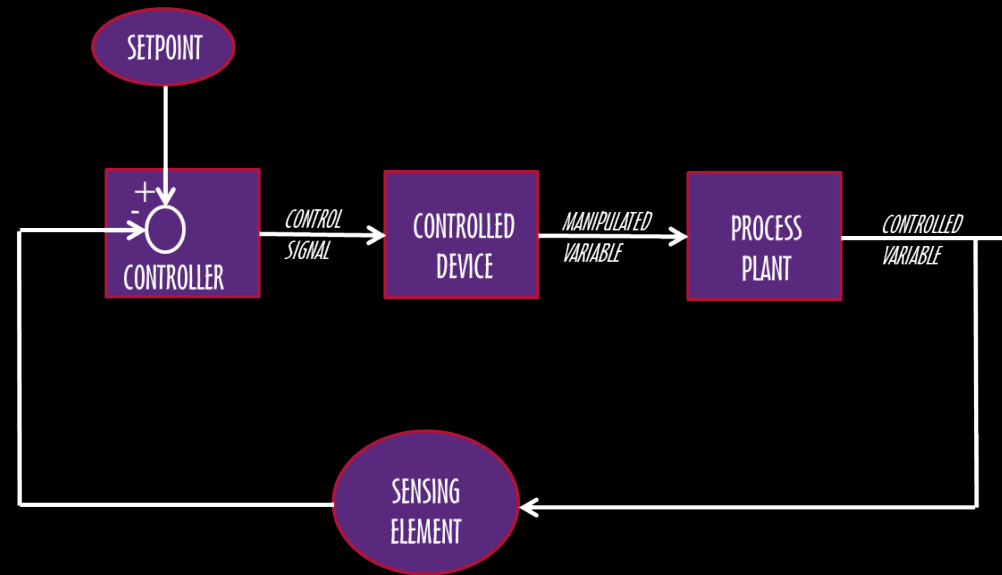 SETPOINT
+
-
CONTROLLER
CONTROL
SIGNAL
CONTROLLED
DEVICE
MANIPULATED
VARIABLE
PROCESS
PLANT
CONTROLLED
VARIABLE
SENSING
ELEMENT